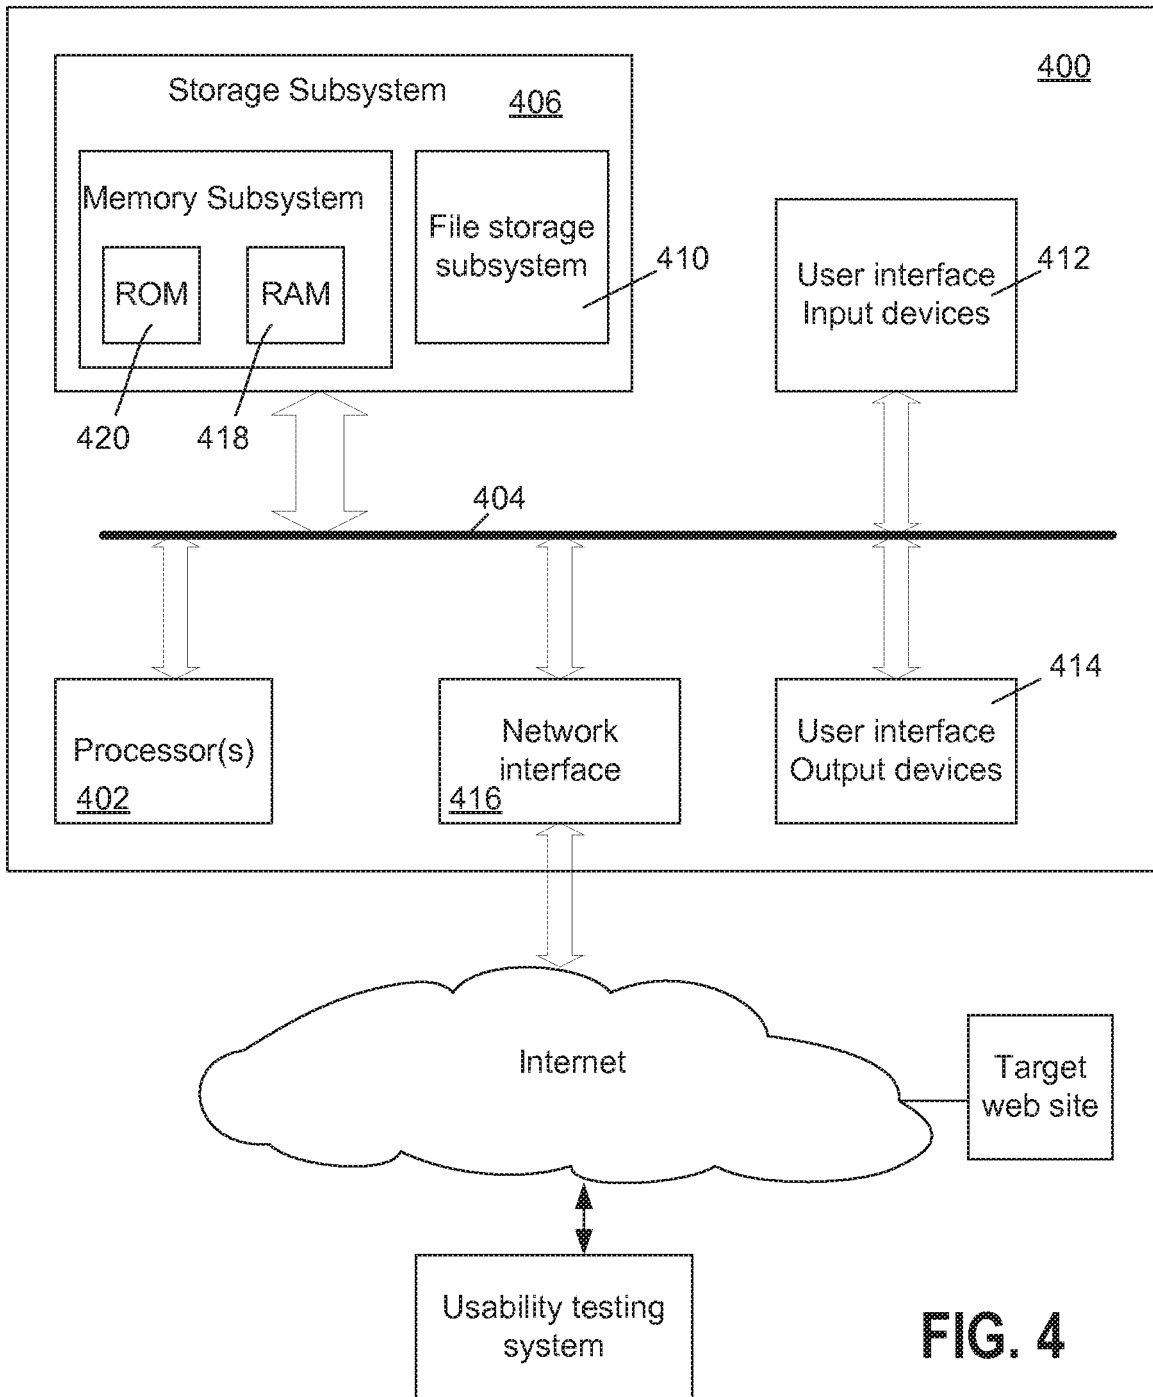 400
Storage Subsystem
406
Memory Subsystem
ROM
RAM
420
418
File storage
subsystem
410
User interface
Input devices
412
404
Processor(s)
402
Network
interface
416
User interface
Output devices
414
Internet
Target
web site
Usability testing
system
FIG. 4